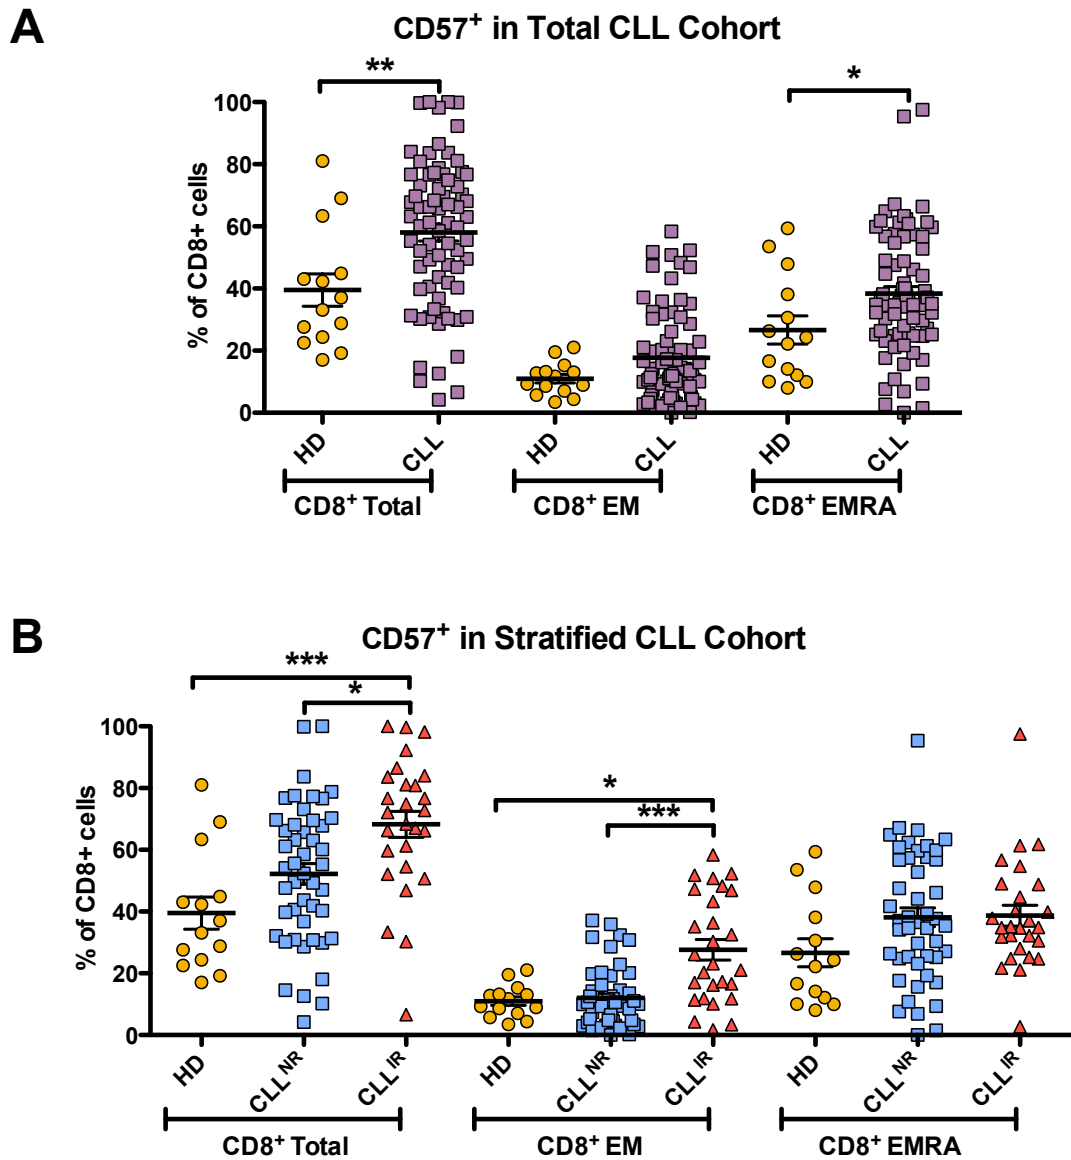 A
CD57⁺ in Total CLL Cohort
**
*
% of CD8+ cells
100
80
60
40
20
0
HD
CLL
HD
CLL
HD
CLL
CD8⁺ Total
CD8⁺ EM
CD8⁺ EMRA
B
CD57⁺ in Stratified CLL Cohort
***
*
*
***
% of CD8+ cells
100
80
60
40
20
0
HD
CLL^NR
CLL^IR
HD
CLL^NR
CLL^IR
HD
CLL^NR
CLL^IR
CD8⁺ Total
CD8⁺ EM
CD8⁺ EMRA